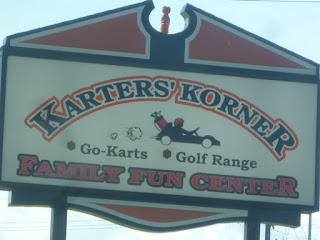 KARTERS' KORNER
• Go-Karts • Golf Range
FAMILY FUN CENTER